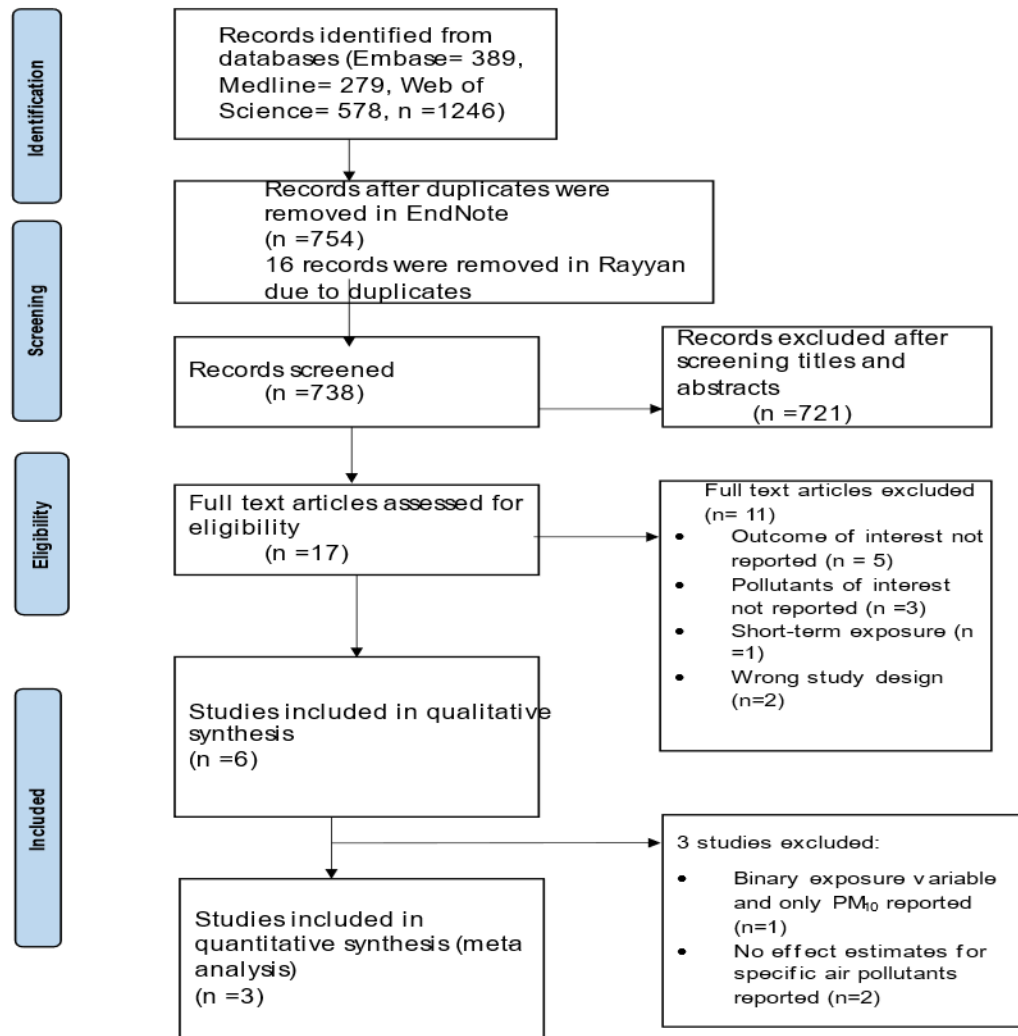 Identification
Records identified from
databases (Embase= 389,
Medline= 279, Web of
Science= 578, n =1246)
Records after duplicates were
removed in EndNote
(n =754)
16 records were removed in Rayyan
due to duplicates
Screening
Records screened
(n =738)
Records excluded after
screening titles and
abstracts
(n =721)
Eligibility
Full text articles assessed for
eligibility
(n =17)
Full text articles excluded
(n= 11)
• Outcome of interest not
reported (n = 5)
• Pollutants of interest
not reported (n =3)
• Short-term exposure (n
=1)
• Wrong study design
(n=2)
Included
Studies included in qualitative
synthesis
(n =6)
3 studies excluded:
• Binary exposure variable
and only PM₁₀ reported
(n=1)
• No effect estimates for
specific air pollutants
reported (n=2)
Studies included in
quantitative synthesis (meta
analysis)
(n =3)